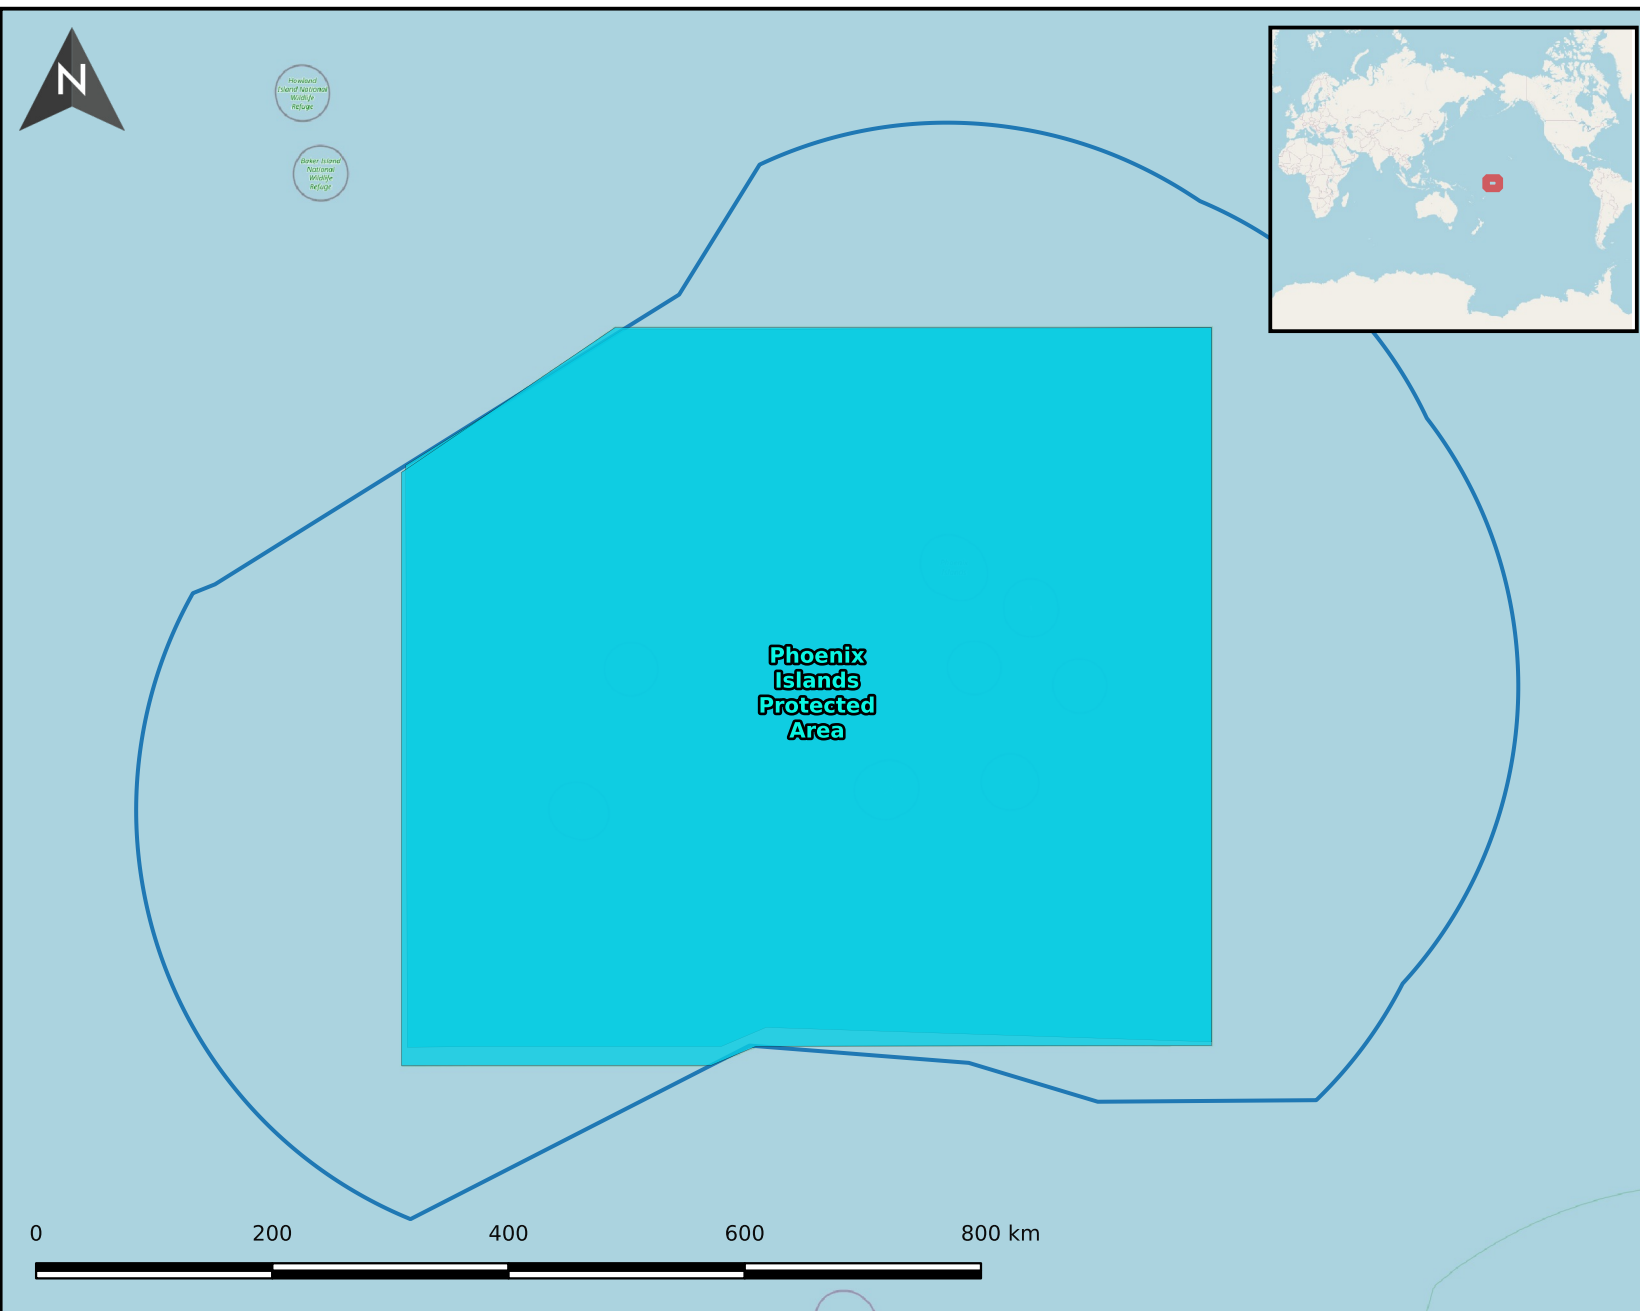 N
Howland
Island National
Wildlife
Refuge
Baker Island
National
Wildlife
Refuge
Phoenix
Islands
Protected
Area
0 200 400 600 800 km